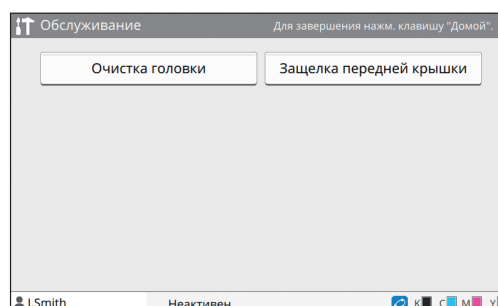 Обслуживание
Для завершения нажм. клавишу "Домой".
Очистка головки
Защелка передней крышки
J.Smith
Неактивен
K C M Y